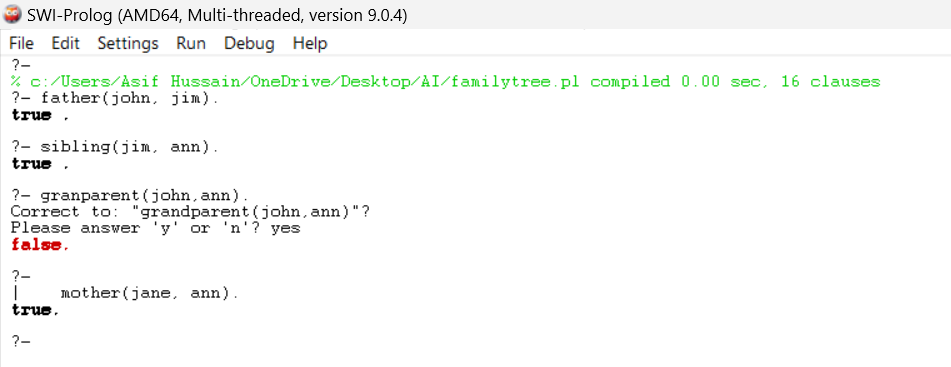 SWI-Prolog (AMD64, Multi-threaded, version 9.0.4)
File Edit Settings Run Debug Help
?-
% c:/Users/Asif Hussain/OneDrive/Desktop/AI/familytree.pl compiled 0.00 sec, 16 clauses
?- father(john, jim).
true .
?- sibling(jim, ann).
true .
?- granparent(john,ann).
Correct to: "grandparent(john,ann)"?
Please answer 'y' or 'n'? yes
false.
?-
|    mother(jane, ann).
true.
?-